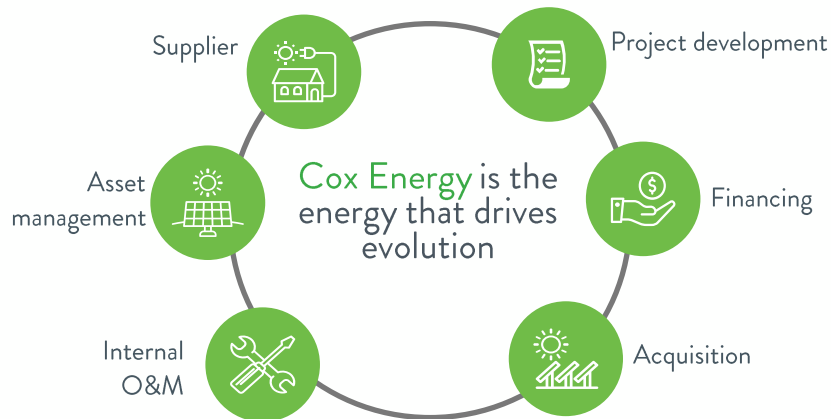 Supplier
Project development
Asset
management
Cox Energy is the
energy that drives
evolution
Financing
Internal
O&M
Acquisition